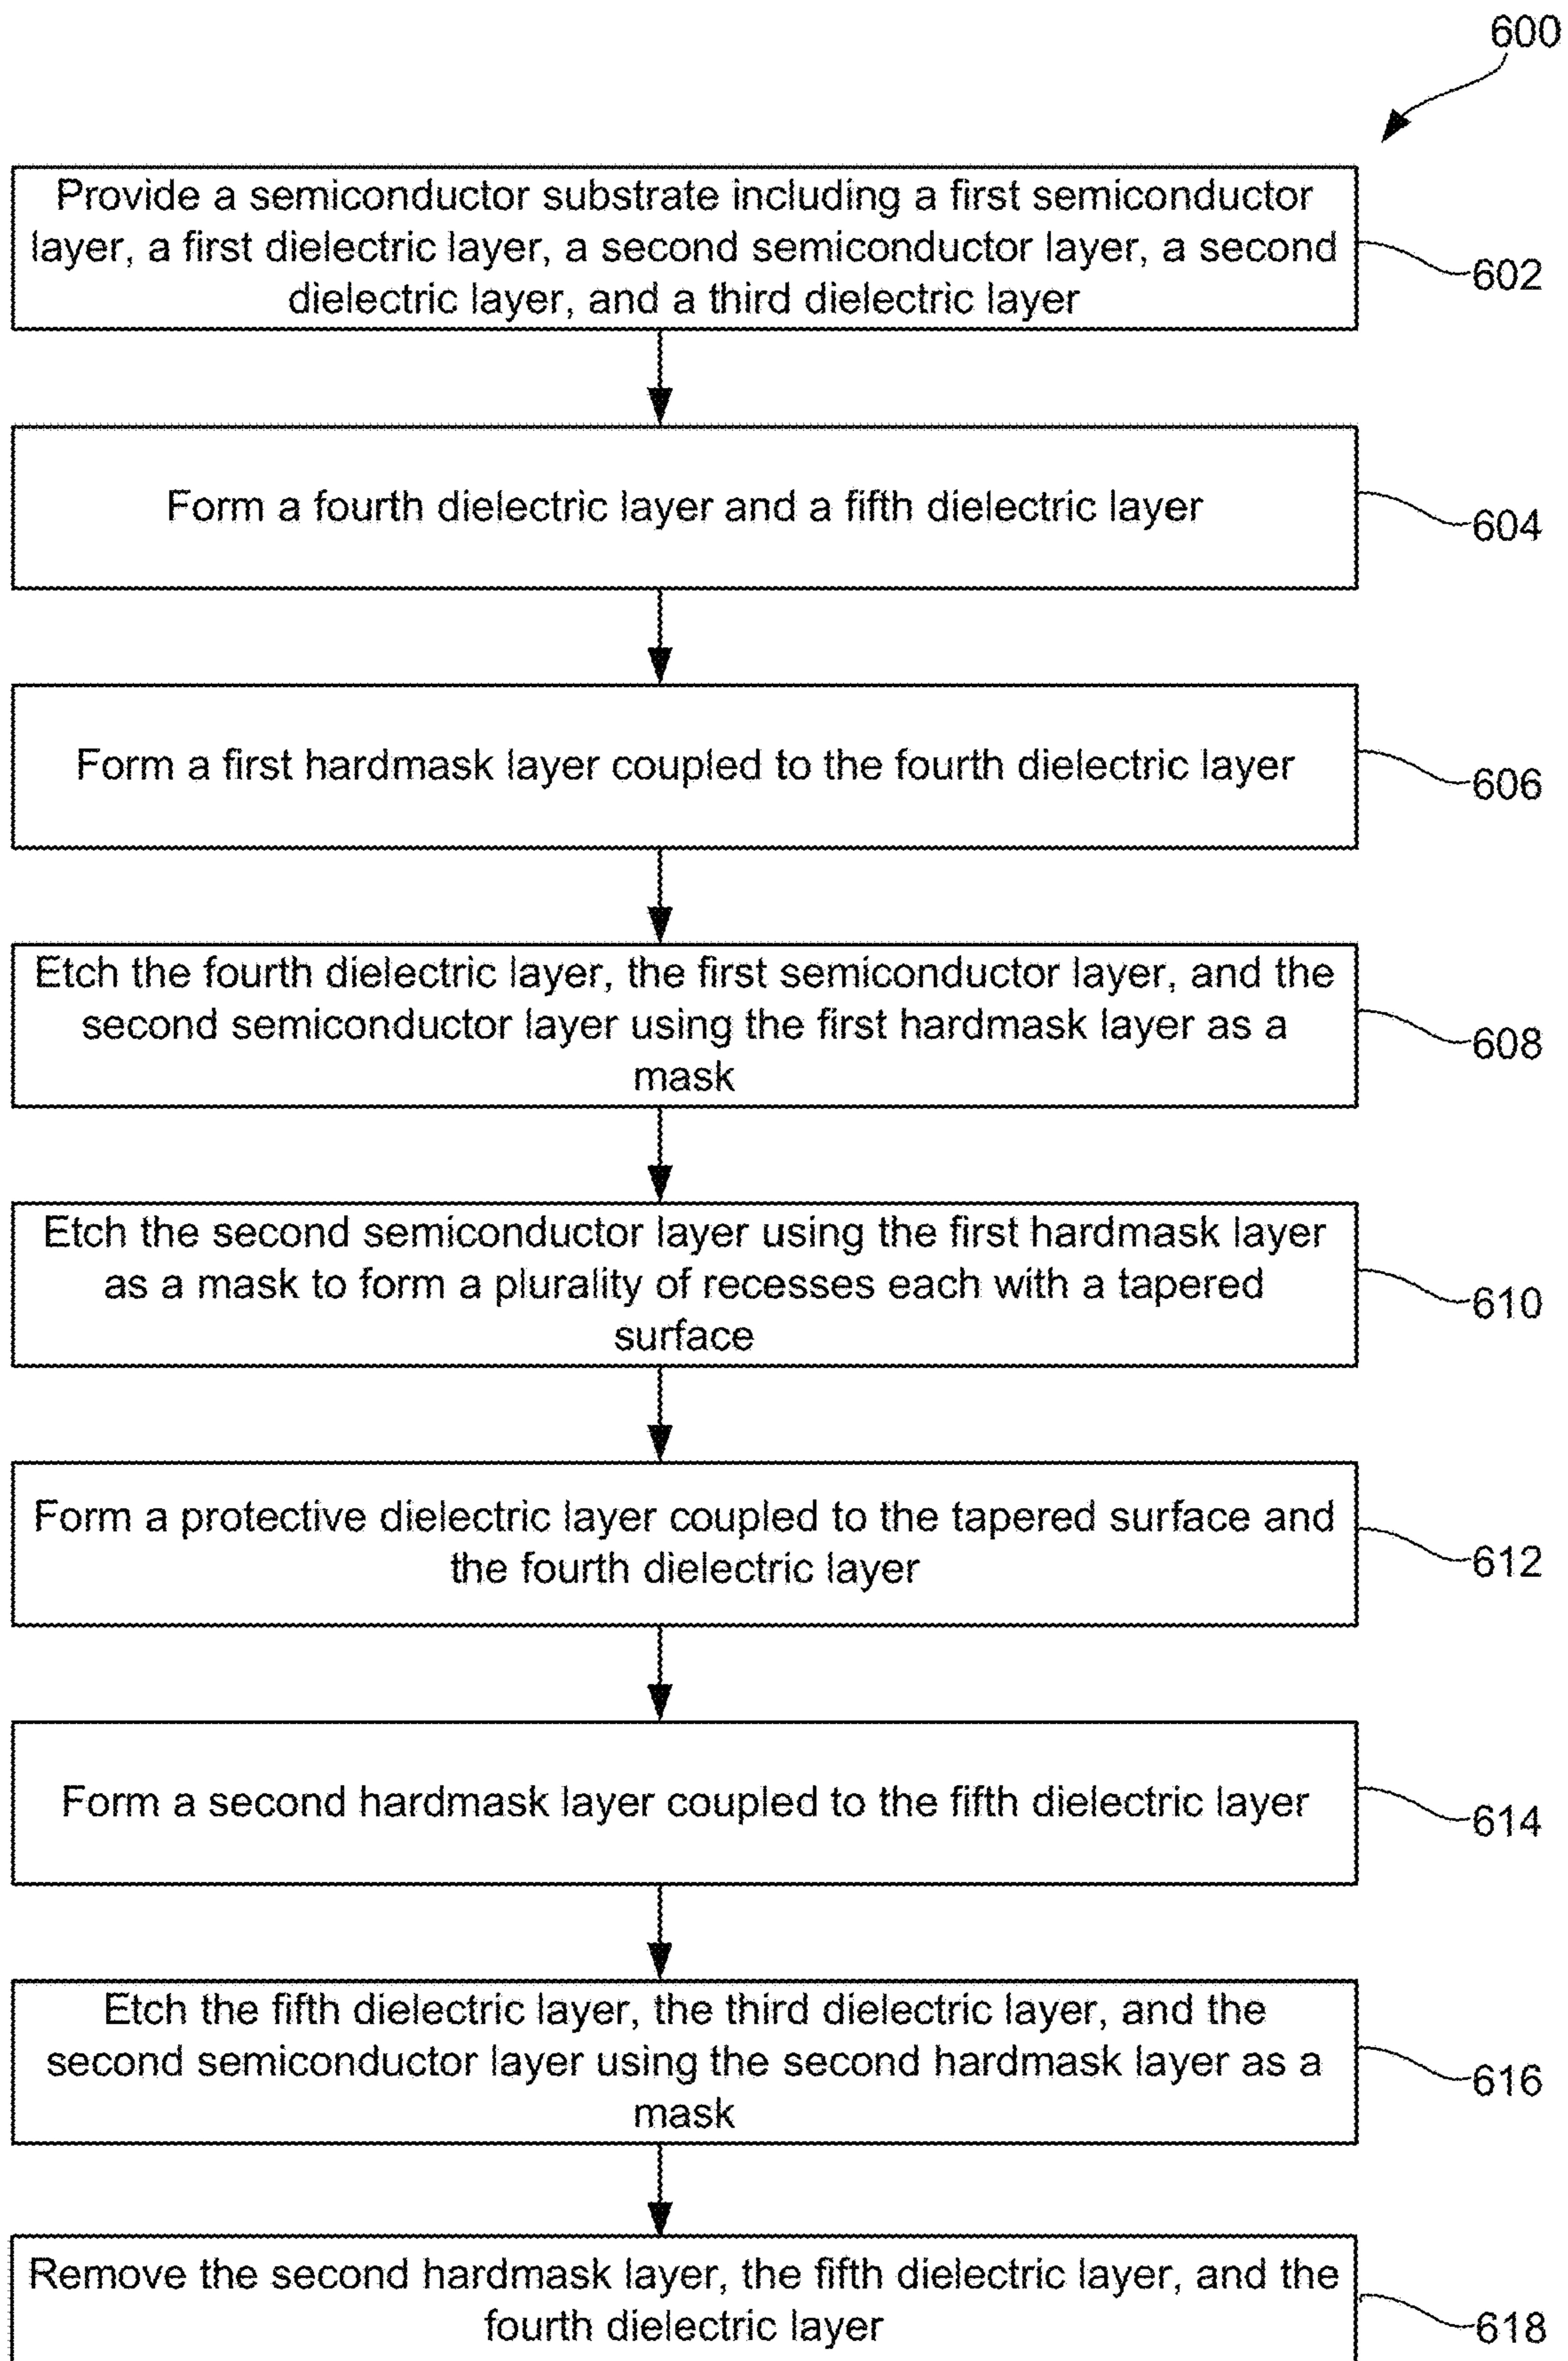 600
Provide a semiconductor substrate including a first semiconductor
layer, a first dielectric layer, a second semiconductor layer, a second
dielectric layer, and a third dielectric layer
602
Form a fourth dielectric layer and a fifth dielectric layer
604
Form a first hardmask layer coupled to the fourth dielectric layer
606
Etch the fourth dielectric layer, the first semiconductor layer, and the
second semiconductor layer using the first hardmask layer as a
mask
608
Etch the second semiconductor layer using the first hardmask layer
as a mask to form a plurality of recesses each with a tapered
surface
610
Form a protective dielectric layer coupled to the tapered surface and
the fourth dielectric layer
612
Form a second hardmask layer coupled to the fifth dielectric layer
614
Etch the fifth dielectric layer, the third dielectric layer, and the
second semiconductor layer using the second hardmask layer as a
mask
616
Remove the second hardmask layer, the fifth dielectric layer, and the
fourth dielectric layer
618